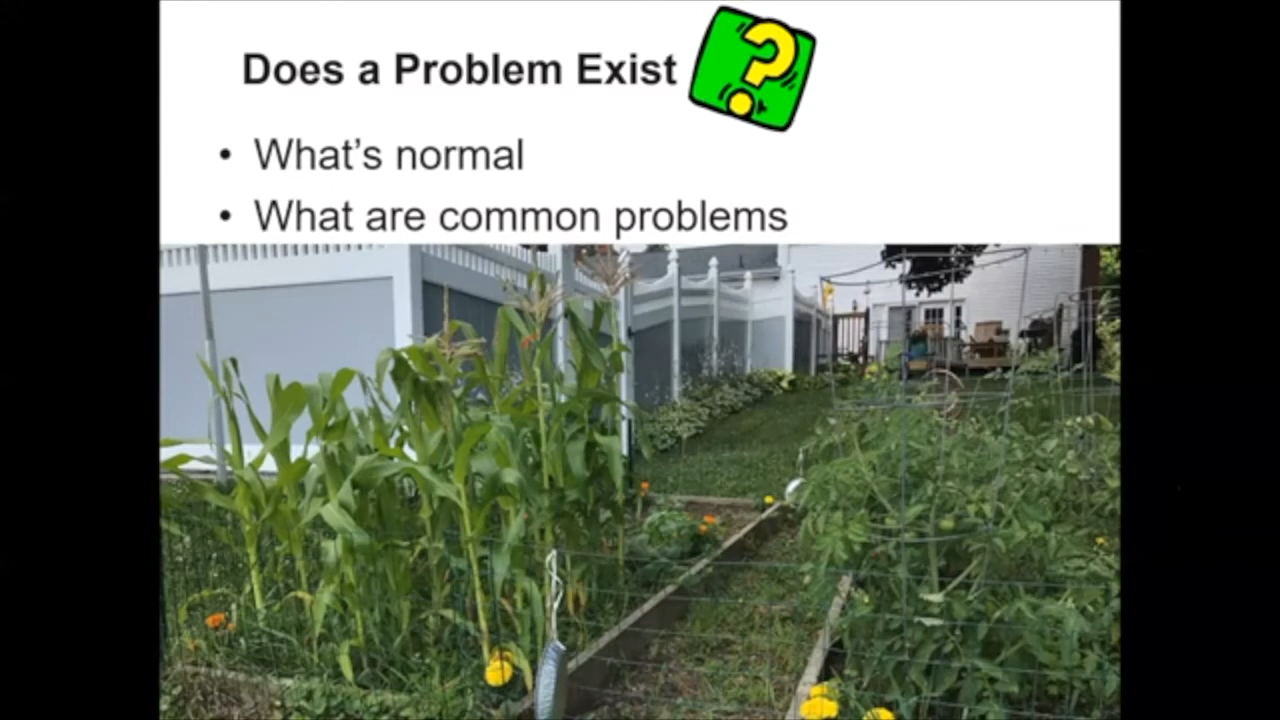 Does a Problem Exist ?
• What's normal
• What are common problems